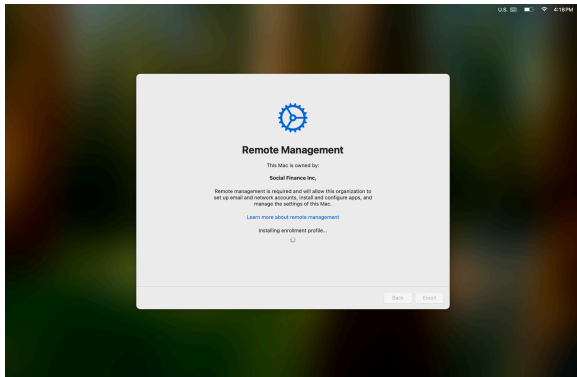 U.S. 4:18 PM
Remote Management
This Mac is owned by:
Social Finance Inc,
Remote management is required and will allow this organization to
set up email and network accounts, install and configure apps, and
manage the settings of this Mac.
Learn more about remote management
Installing enrollment profile...
Back Enroll